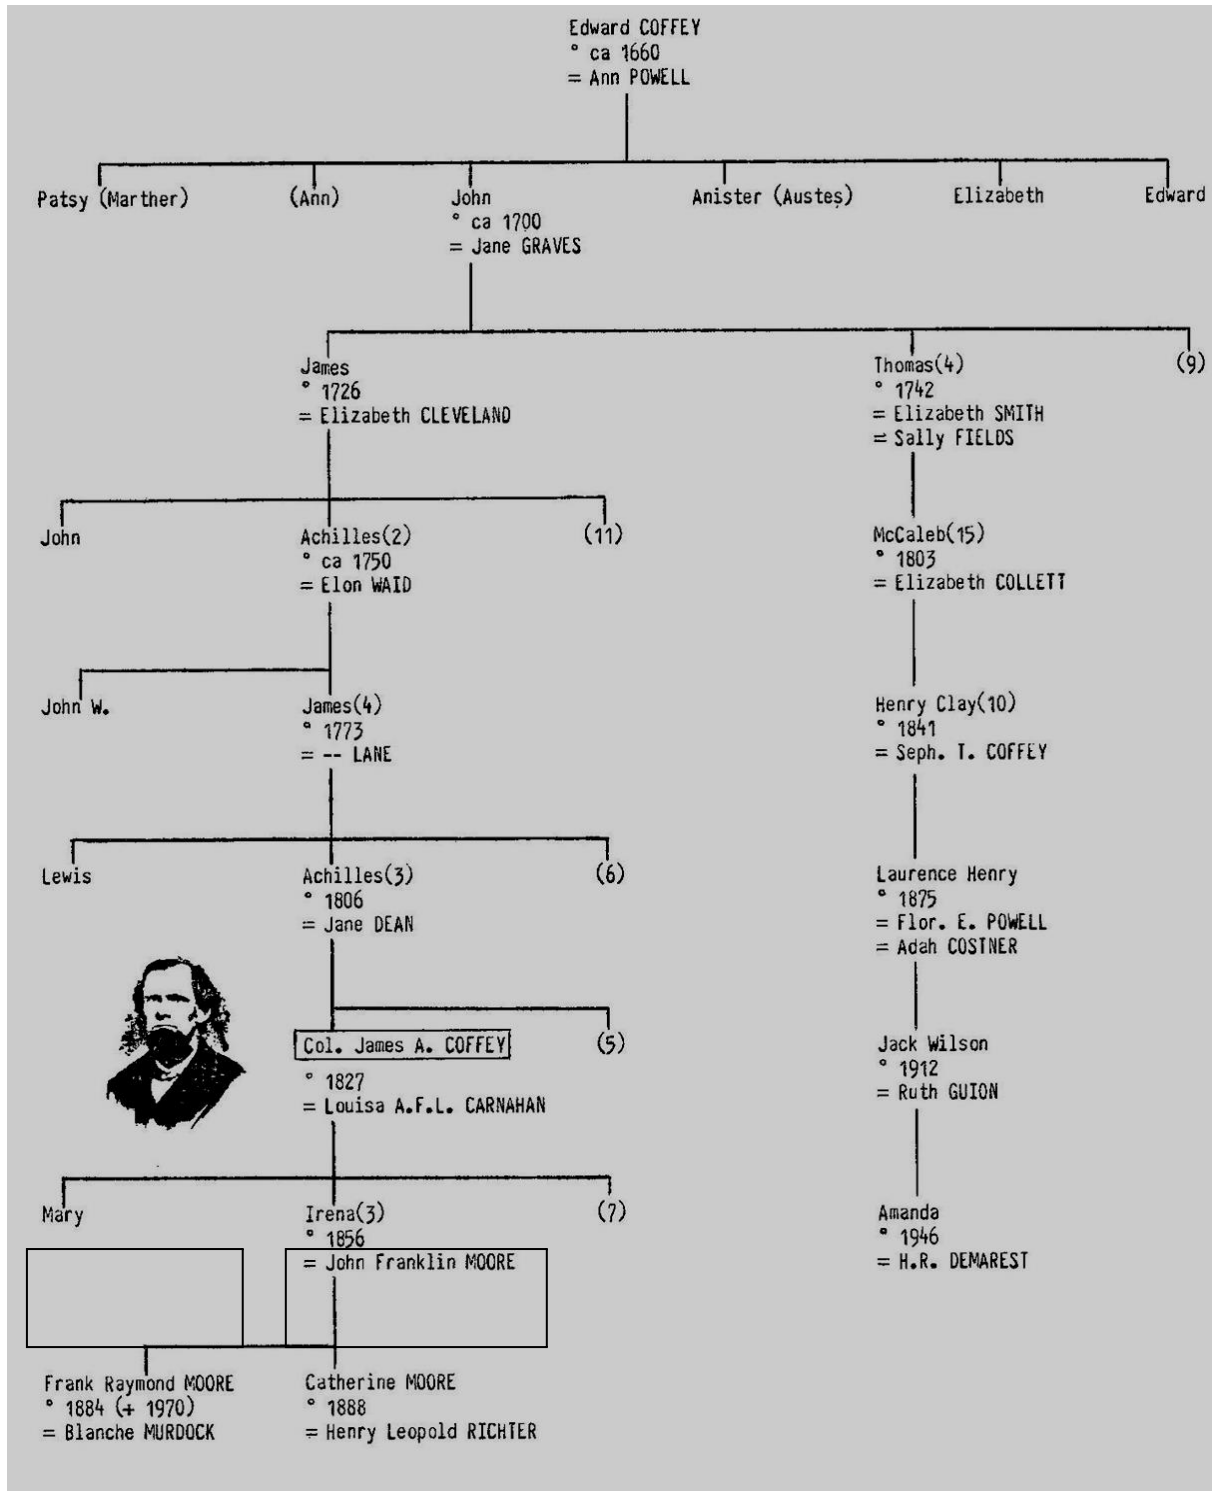 Edward COFFEY
° ca 1660
= Ann POWELL
Patsy (Marther) (Ann) John Anister (Austes) Elizabeth Edward
° ca 1700
= Jane GRAVES
James Thomas(4) (9)
° 1726 ° 1742
= Elizabeth CLEVELAND = Elizabeth SMITH
= Sally FIELDS
John Achilles(2) (11) McCaleb(15)
° ca 1750 ° 1803
= Elon WAID = Elizabeth COLLETT
John W. James(4) Henry Clay(10)
° 1773 ° 1841
= -- LANE = Seph. T. COFFEY
Lewis Achilles(3) (6) Laurence Henry
° 1806 ° 1875
= Jane DEAN = Flor. E. POWELL
= Adah COSTNER
Col. James A. COFFEY (5) Jack Wilson
° 1827 ° 1912
= Louisa A.F.L. CARNAHAN = Ruth GUION
Mary Irena(3) (7) Amanda
° 1856 ° 1946
= John Franklin MOORE = H.R. DEMAREST
Frank Raymond MOORE Catherine MOORE
° 1884 (+ 1970) ° 1888
= Blanche MURDOCK = Henry Leopold RICHTER